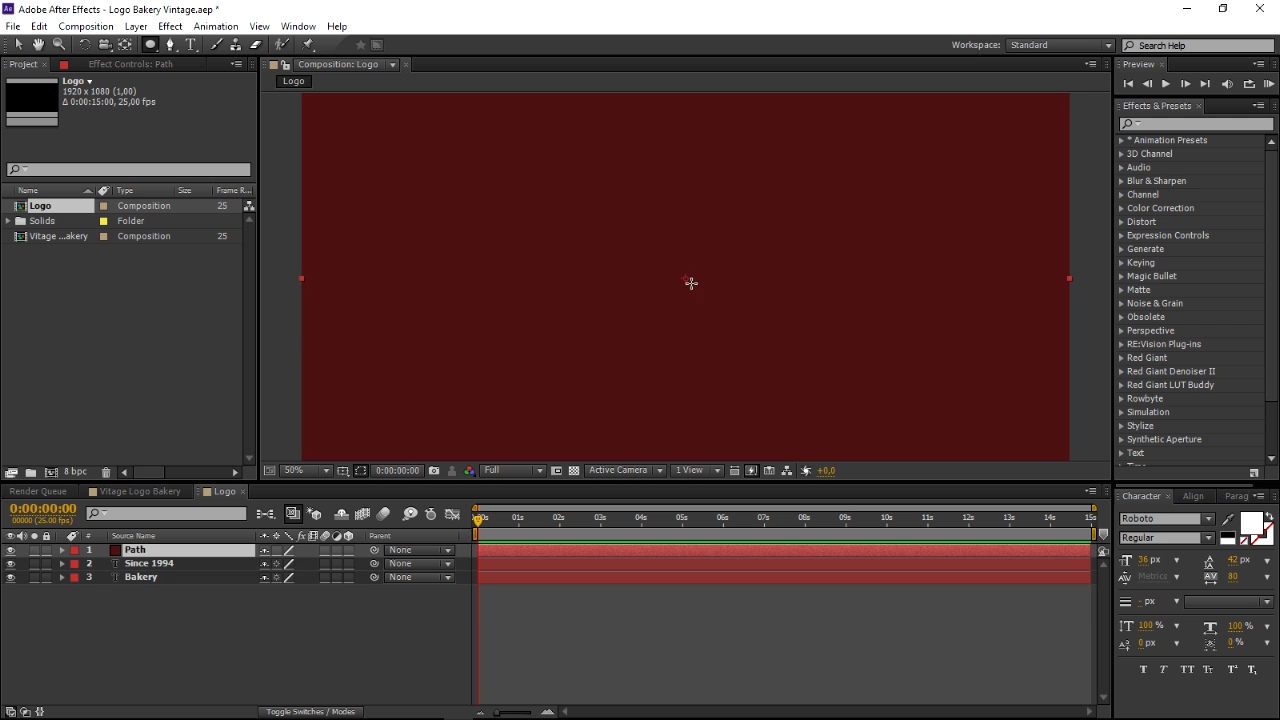 Adobe After Effects - Logo Bakery Vintage.aep *
File Edit Composition Layer Effect Animation View Window Help
Workspace: Standard Search Help
Project Effect Controls: Path
Logo
1920 x 1080 (1,00)
Δ 0:00:15:00, 25,00 fps
Name Type Size Frame R...
Logo Composition 25
Solids Folder
Vitage ...akery Composition 25
8 bpc
Composition: Logo
Logo
50% 0:00:00:00 Full Active Camera 1 View +0,0
Preview
Effects & Presets
* Animation Presets
3D Channel
Audio
Blur & Sharpen
Channel
Color Correction
Distort
Expression Controls
Generate
Keying
Magic Bullet
Matte
Noise & Grain
Obsolete
Perspective
RE:Vision Plug-ins
Red Giant
Red Giant Denoiser II
Red Giant LUT Buddy
Rowbyte
Simulation
Stylize
Synthetic Aperture
Text
Render Queue Vitage Logo Bakery Logo
0:00:00:00
00000 (25.00 fps)
# Source Name Parent
1 Path None
2 Since 1994 None
3 Bakery None
01s 02s 03s 04s 05s 06s 07s 08s 09s 10s 11s 12s 13s 14s 15s
Toggle Switches / Modes
Character Align Parag
Roboto
Regular
36 px 42 px
Metrics 80
- px
100 % 100 %
0 px 0 %